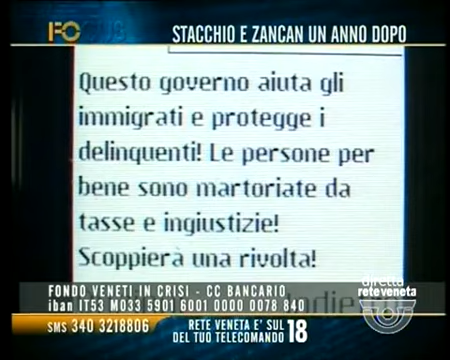 FOCUS
STACCHIO E ZANCAN UN ANNO DOPO
Questo governo aiuta gli
immigrati e protegge i
delinquenti! Le persone per
bene sono martoriate da
tasse e ingiustizie!
Scoppierà una rivolta!
diretta
reteveneta
FONDO VENETI IN CRISI - CC BANCARIO
iban IT53 M033 5901 6001 0000 0078 840
SMS 340 3218806
RETE VENETA E' SUL
DEL TUO TELECOMANDO 18